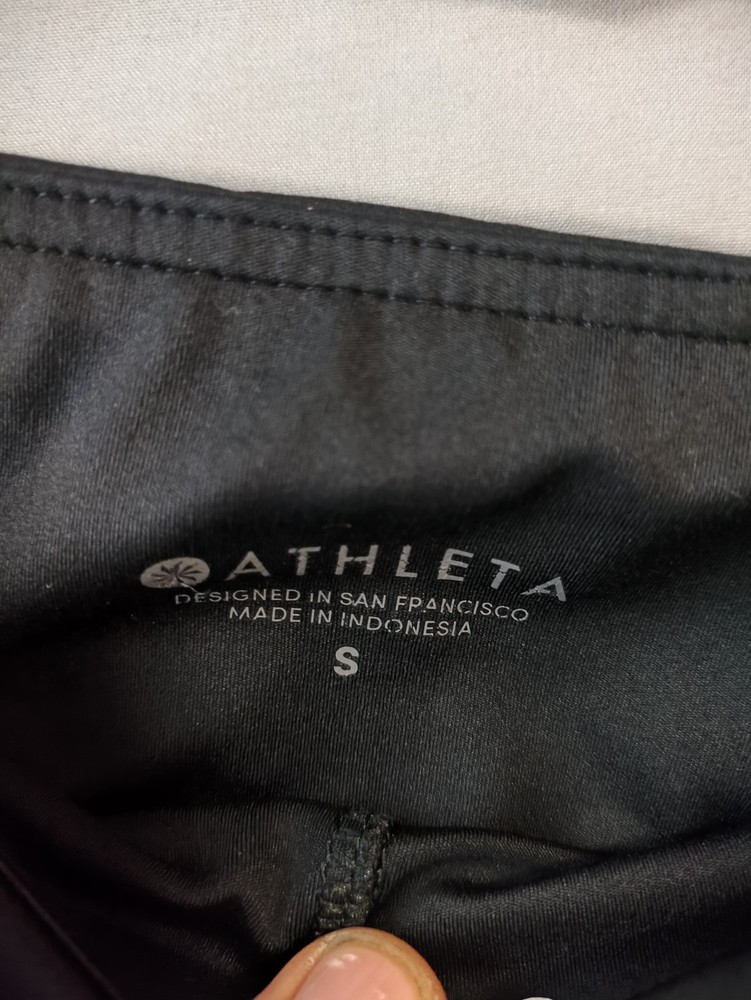 ATHLETA
DESIGNED IN SAN FRANCISCO
MADE IN INDONESIA
S